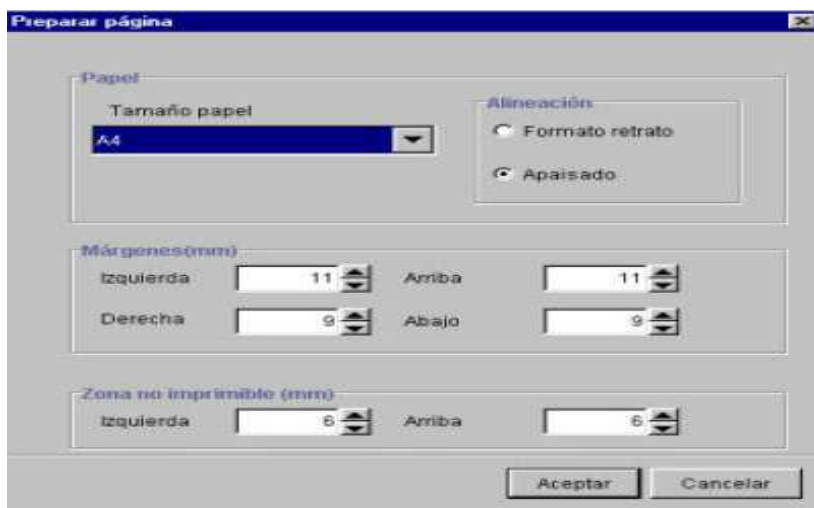 Preparar página
Papel
Tamaño papel
A4
Alineación
Formato retrato
Apaisado
Márgenes(mm)
Izquierda 11 Arriba 11
Derecha 9 Abajo 9
Zona no imprimible (mm)
Izquierda 6 Arriba 6
Aceptar Cancelar